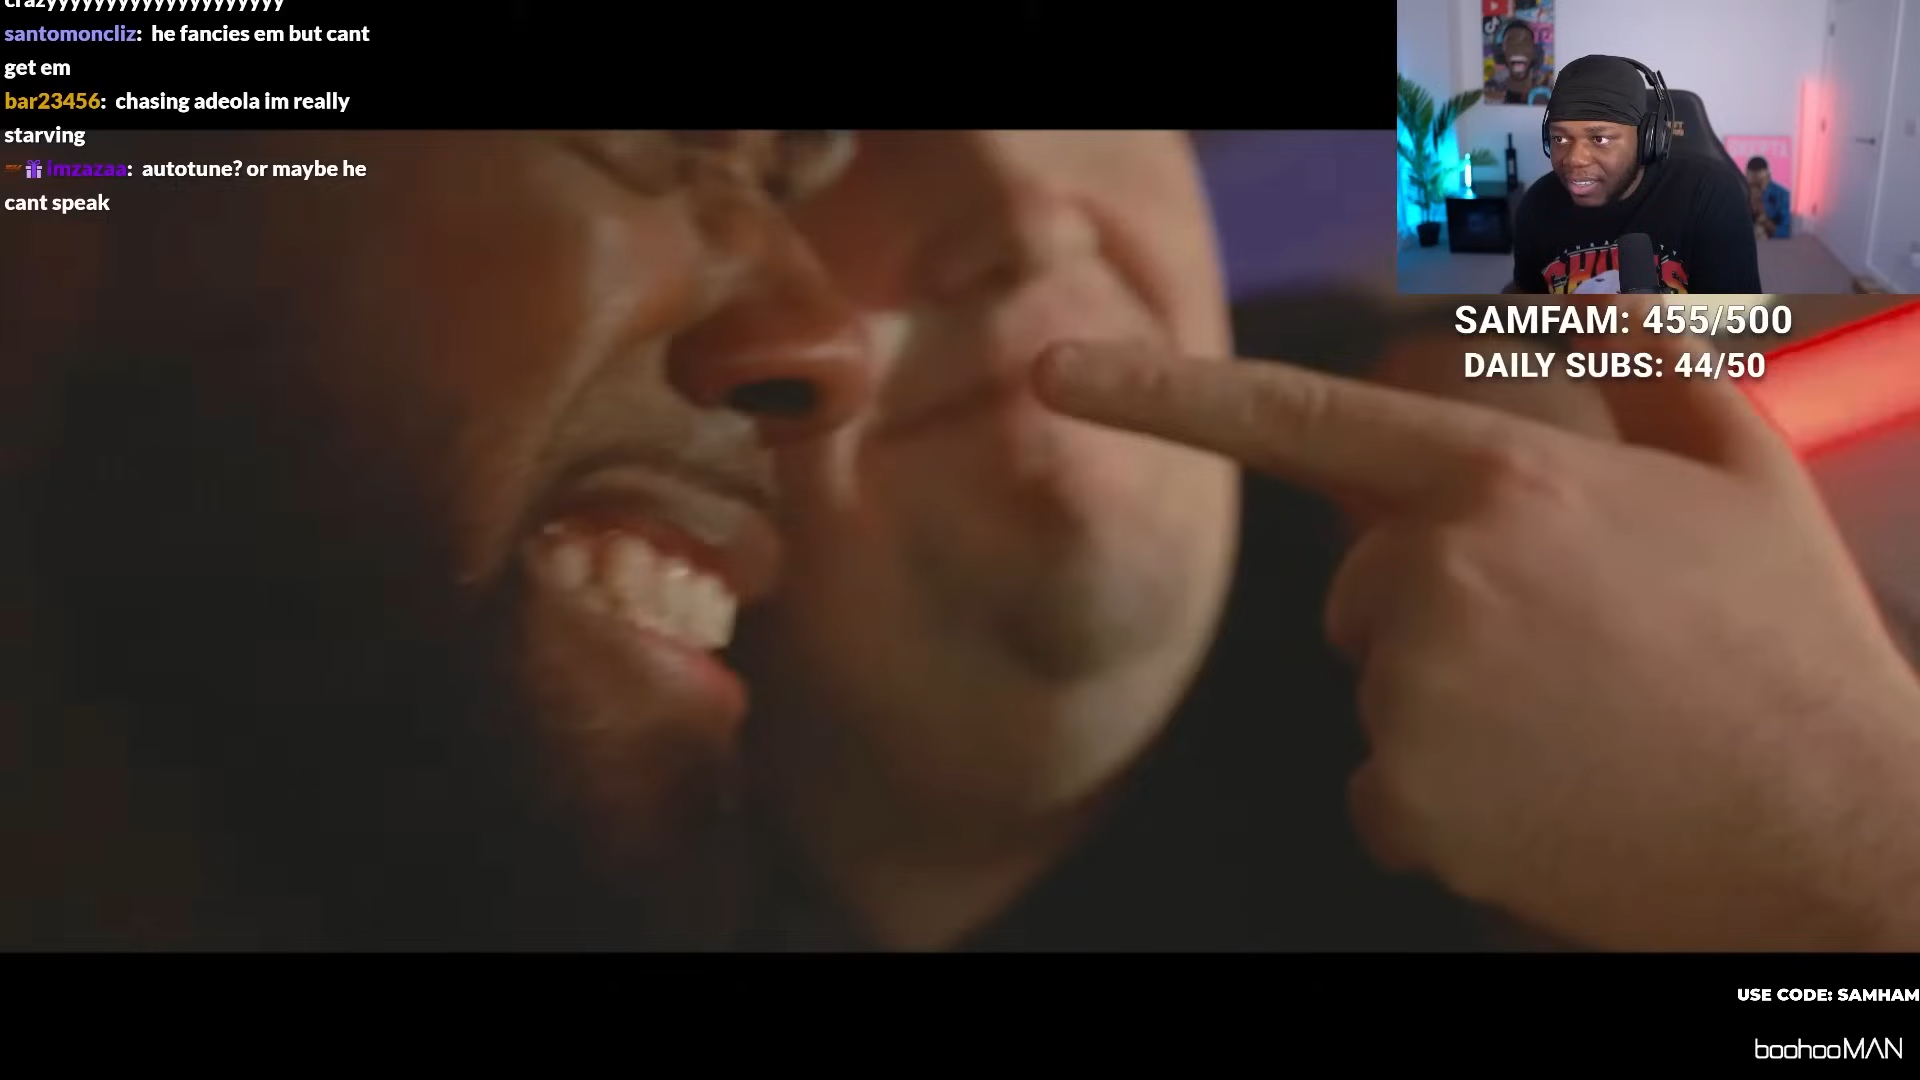 crazyyyyyyyyyyyyyyyyyyyy
santomoncliz: he fancies em but cant
get em
bar23456: chasing adeola im really
starving
imzazaa: autotune? or maybe he
cant speak
SAMFAM: 455/500
DAILY SUBS: 44/50
USE CODE: SAMHAM
boohooMAN